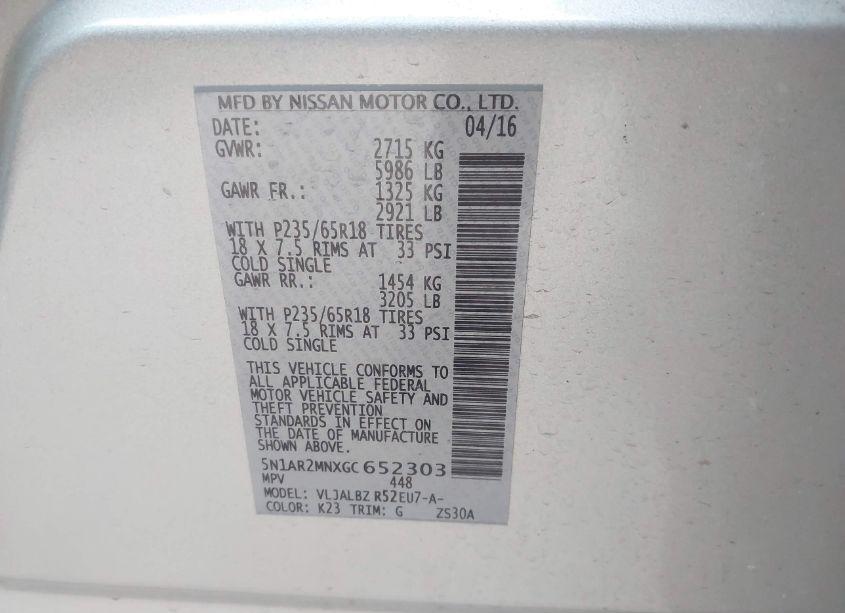 MFD BY NISSAN MOTOR CO., LTD.
DATE: 04/16
GVWR: 2715 KG
5986 LB
GAWR FR.: 1325 KG
2921 LB
WITH P235/65R18 TIRES
18 X 7.5 RIMS AT 33 PSI
COLD SINGLE
GAWR RR.: 1454 KG
3205 LB
WITH P235/65R18 TIRES
18 X 7.5 RIMS AT 33 PSI
COLD SINGLE
THIS VEHICLE CONFORMS TO
ALL APPLICABLE FEDERAL
MOTOR VEHICLE SAFETY AND
THEFT PREVENTION
STANDARDS IN EFFECT ON
THE DATE OF MANUFACTURE
SHOWN ABOVE.
5N1AR2MNXGC652303
MPV 448
MODEL: VLJALBZ R52EU7-A-
COLOR: K23 TRIM: G ZS30A